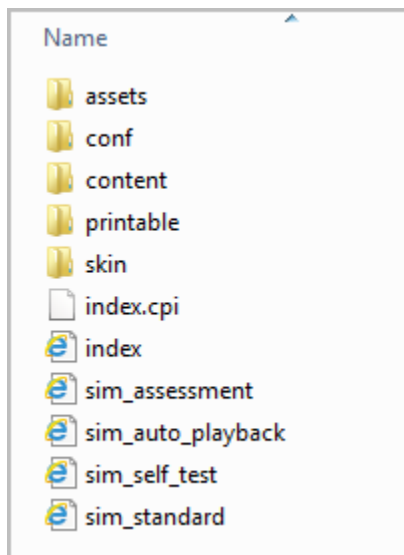 Name
assets
conf
content
printable
skin
index.cpi
index
sim_assessment
sim_auto_playback
sim_self_test
sim_standard